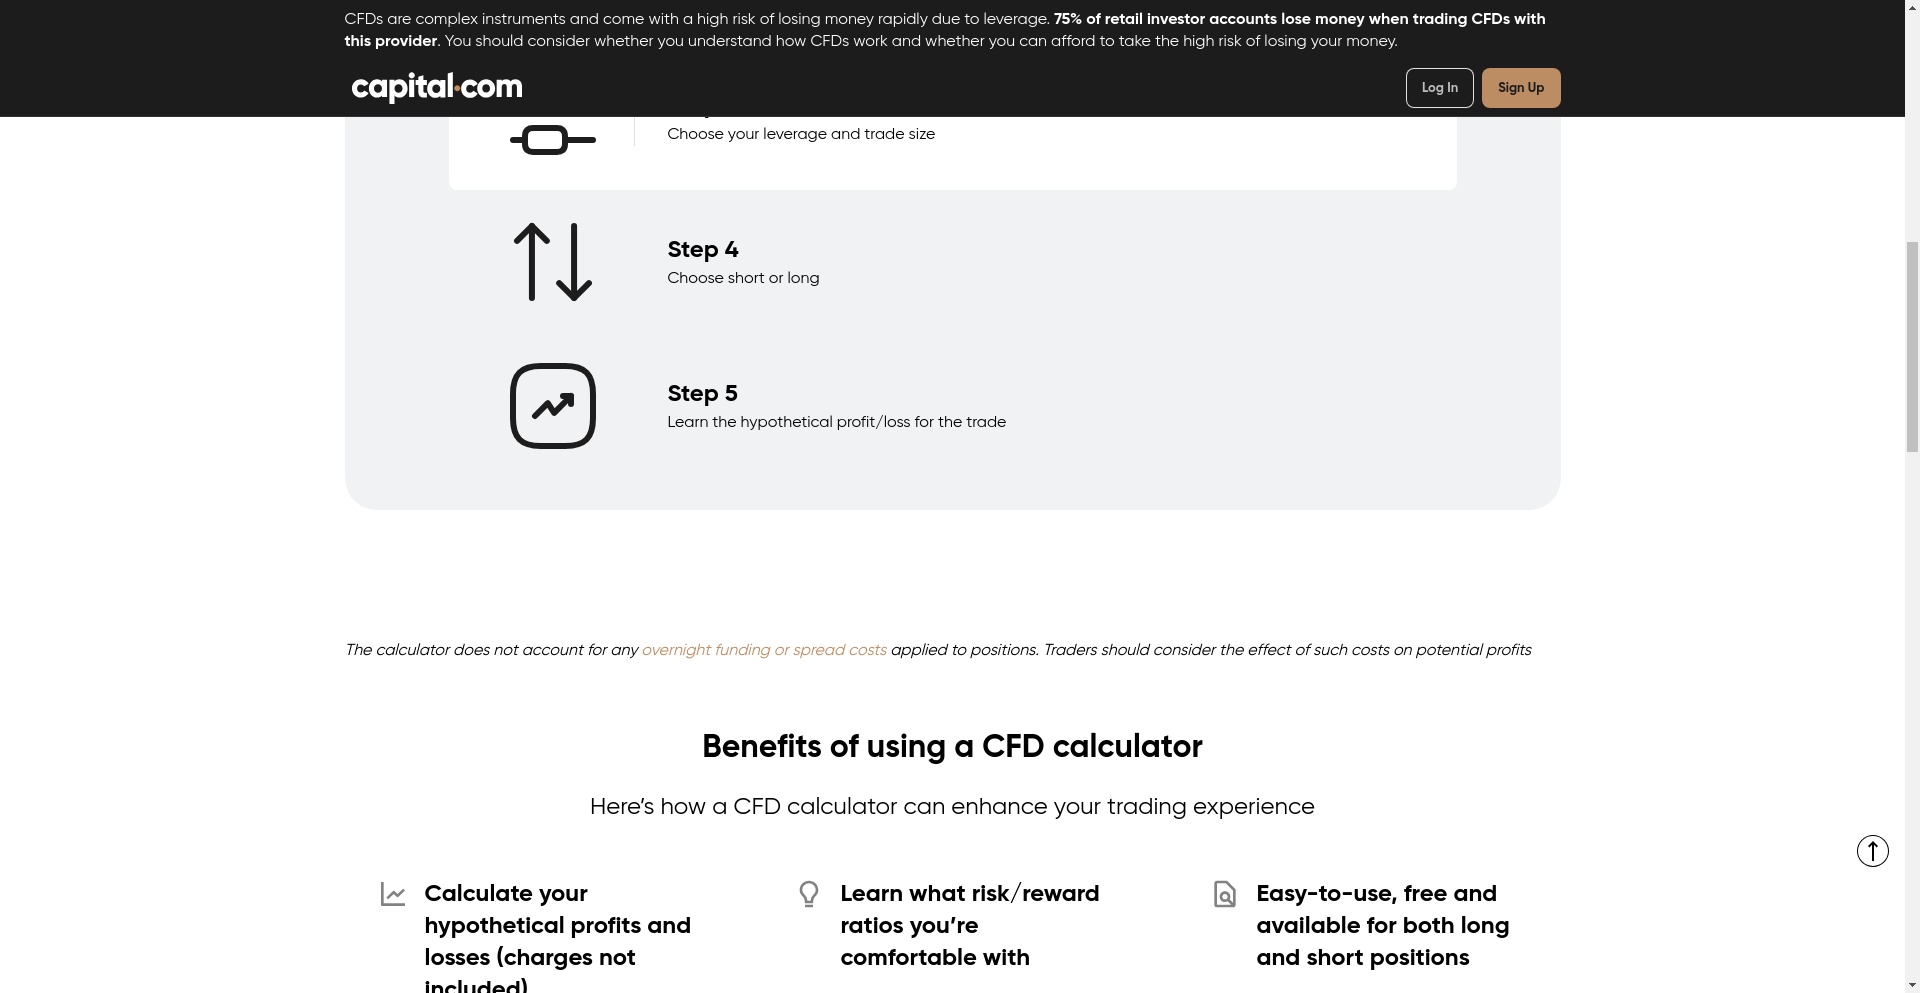 CFDs are complex instruments and come with a high risk of losing money rapidly due to leverage. 75% of retail investor accounts lose money when trading CFDs with
this provider. You should consider whether you understand how CFDs work and whether you can afford to take the high risk of losing your money.
capital.com
Log In
Sign Up
Choose your leverage and trade size
Step 4
Choose short or long
Step 5
Learn the hypothetical profit/loss for the trade
The calculator does not account for any overnight funding or spread costs applied to positions. Traders should consider the effect of such costs on potential profits
Benefits of using a CFD calculator
Here’s how a CFD calculator can enhance your trading experience
Calculate your
hypothetical profits and
losses (charges not
included)
Learn what risk/reward
ratios you’re
comfortable with
Easy-to-use, free and
available for both long
and short positions